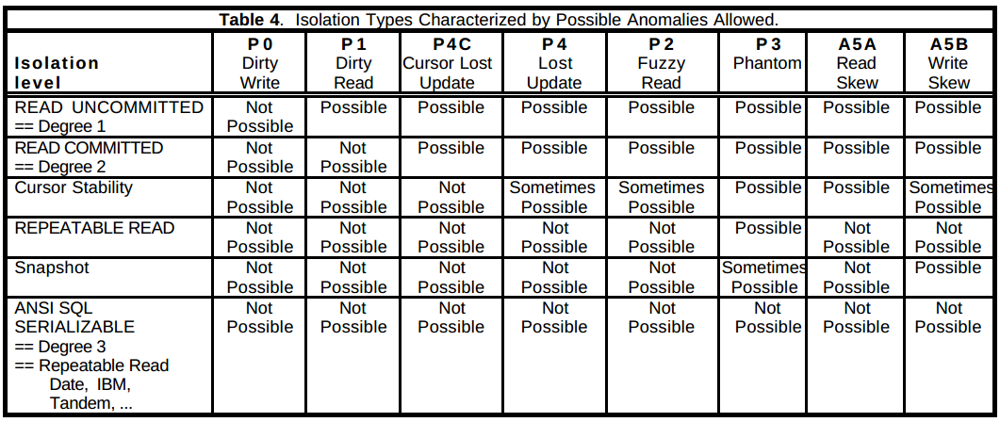 Table 4. Isolation Types Characterized by Possible Anomalies Allowed.
Isolation level | P0 Dirty Write | P1 Dirty Read | P4C Cursor Lost Update | P4 Lost Update | P2 Fuzzy Read | P3 Phantom | A5A Read Skew | A5B Write Skew
READ UNCOMMITTED == Degree 1 | Not Possible | Possible | Possible | Possible | Possible | Possible | Possible | Possible
READ COMMITTED == Degree 2 | Not Possible | Not Possible | Possible | Possible | Possible | Possible | Possible | Possible
Cursor Stability | Not Possible | Not Possible | Not Possible | Sometimes Possible | Sometimes Possible | Possible | Possible | Sometimes Possible
REPEATABLE READ | Not Possible | Not Possible | Not Possible | Not Possible | Not Possible | Possible | Not Possible | Not Possible
Snapshot | Not Possible | Not Possible | Not Possible | Not Possible | Not Possible | Sometimes Possible | Not Possible | Possible
ANSI SQL SERIALIZABLE == Degree 3 == Repeatable Read Date, IBM, Tandem, ... | Not Possible | Not Possible | Not Possible | Not Possible | Not Possible | Not Possible | Not Possible | Not Possible